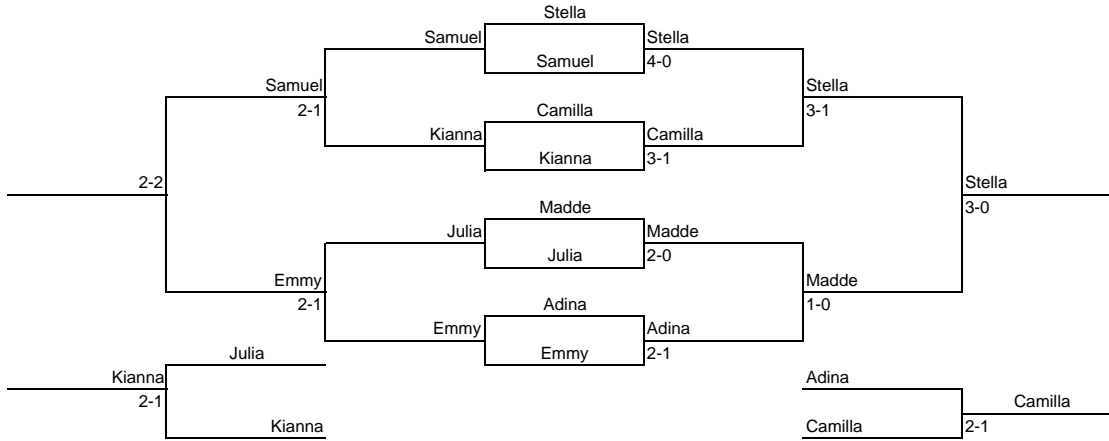 Stella
Samuel Stella
Samuel 4-0
Samuel Stella
2-1 3-1
Camilla
Kianna Camilla
Kianna 3-1
2-2 Stella
3-0
Madde
Julia Madde
Julia 2-0
Emmy Madde
2-1 1-0
Adina
Emmy Adina
Emmy 2-1
Julia
Kianna Adina
2-1 Camilla
2-1
Kianna Camilla